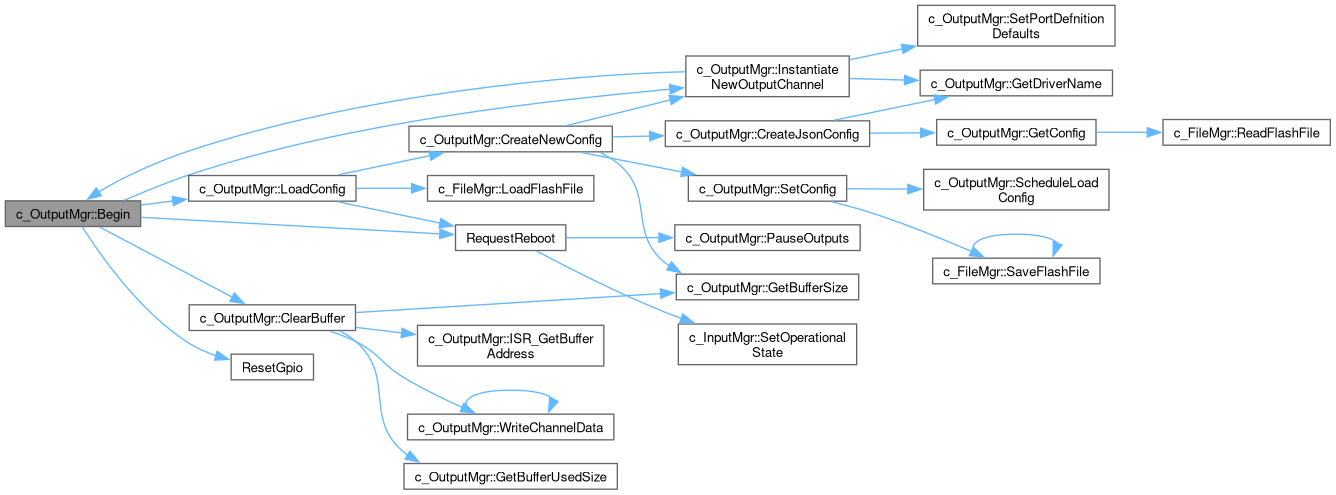 c_OutputMgr::Begin
c_OutputMgr::LoadConfig
c_OutputMgr::ClearBuffer
ResetGpio
c_OutputMgr::CreateNewConfig
c_FileMgr::LoadFlashFile
RequestReboot
c_OutputMgr::ISR_GetBuffer
Address
c_OutputMgr::WriteChannelData
c_OutputMgr::GetBufferUsedSize
c_OutputMgr::Instantiate
NewOutputChannel
c_OutputMgr::CreateJsonConfig
c_OutputMgr::SetConfig
c_OutputMgr::PauseOutputs
c_OutputMgr::GetBufferSize
c_InputMgr::SetOperational
State
c_OutputMgr::SetPortDefnition
Defaults
c_OutputMgr::GetDriverName
c_OutputMgr::GetConfig
c_OutputMgr::ScheduleLoad
Config
c_FileMgr::SaveFlashFile
c_FileMgr::ReadFlashFile